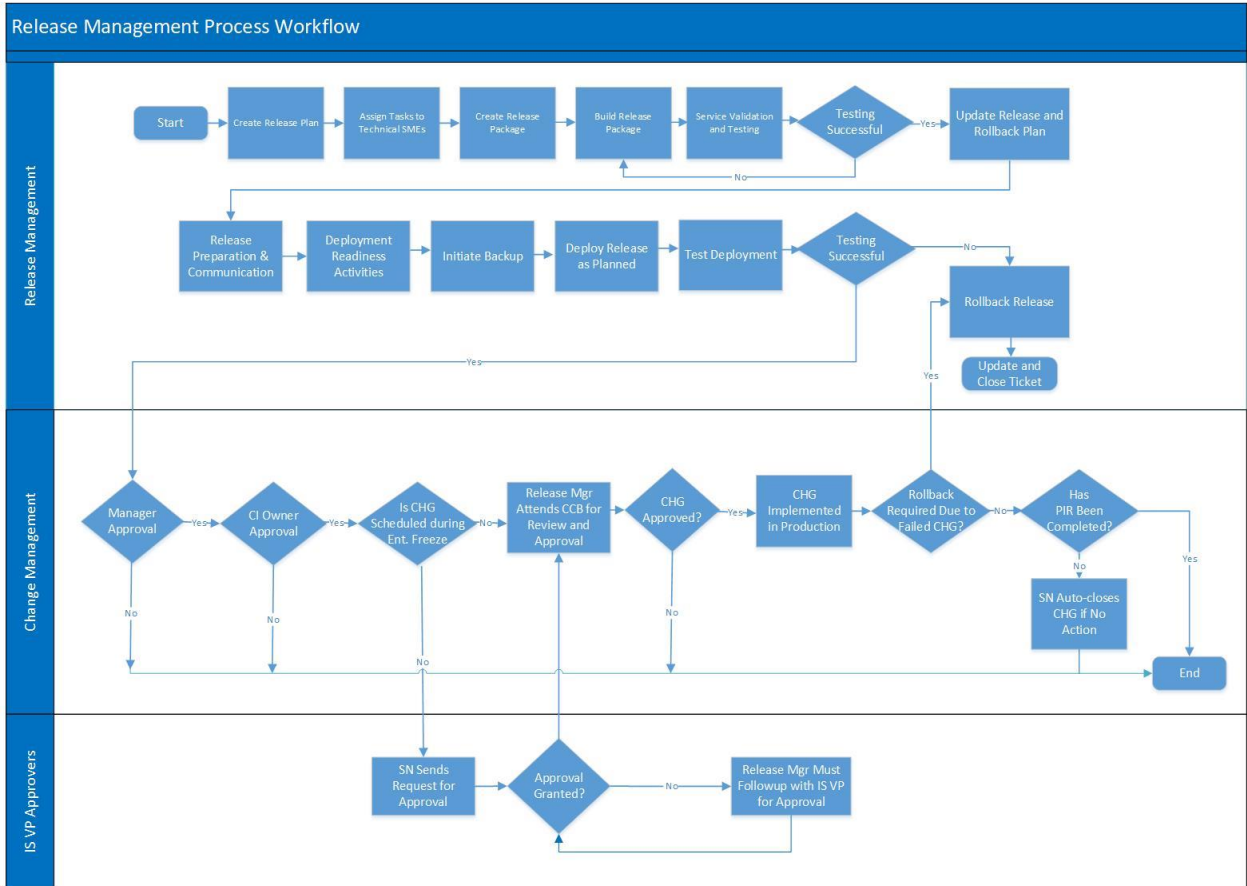 Release Management Process Workflow
Release Management
Start
Create Release Plan
Assign Tasks to
Technical SMEs
Create Release
Package
Build Release
Package
Service Validation
and Testing
Testing
Successful
Yes
Update Release and
Rollback Plan
No
Release
Preparation &
Communication
Deployment
Readiness
Activities
Initiate Backup
Deploy Release
as Planned
Test Deployment
Testing
Successful
No
Rollback Release
Yes
Update and
Close Ticket
Yes
Change Management
Manager
Approval
Yes
CI Owner
Approval
Yes
Is CHG
Scheduled during
Ent. Freeze
No
Release Mgr
Attends CCB for
Review and
Approval
CHG
Approved?
Yes
CHG
Implemented
in Production
Rollback
Required Due to
Failed CHG?
No
Has
PIR Been
Completed?
Yes
No
SN Auto-closes
CHG if No
Action
No
No
No
No
End
IS VP Approvers
SN Sends
Request for
Approval
Approval
Granted?
No
Release Mgr Must
Followup with IS VP
for Approval